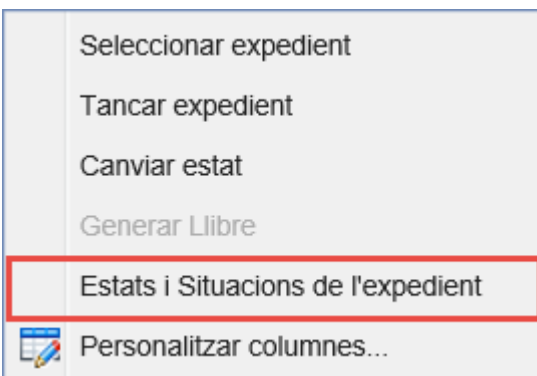 Seleccionar expedient
Tancar expedient
Canviar estat
Generar Llibre
Estats i Situacions de l'expedient
Personalitzar columnes...